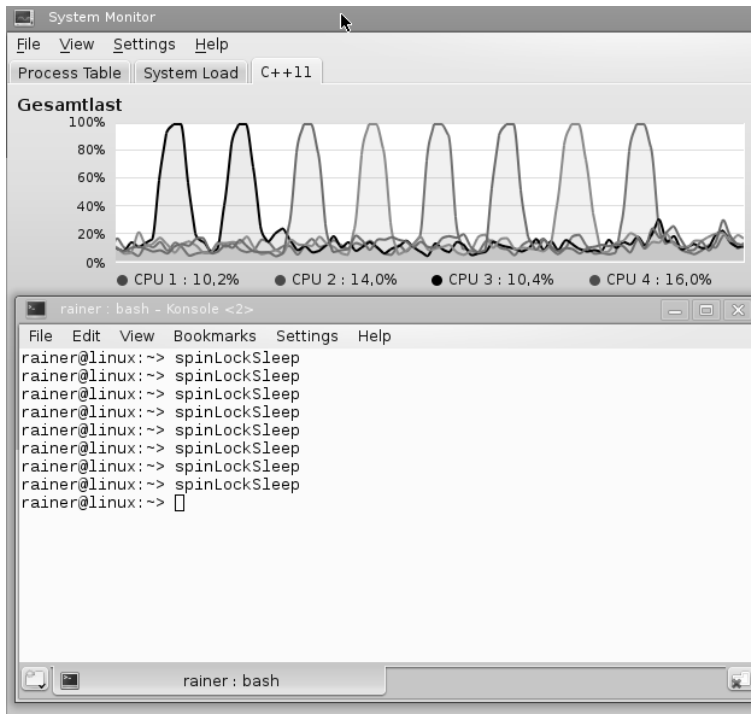 System Monitor
File View Settings Help
Process Table System Load C++11
Gesamtlast
100%
80%
60%
40%
20%
0%
CPU 1 : 10,2% CPU 2 : 14,0% CPU 3 : 10,4% CPU 4 : 16,0%
rainer : bash – Konsole <2>
File Edit View Bookmarks Settings Help
rainer@linux:~> spinLockSleep
rainer@linux:~> spinLockSleep
rainer@linux:~> spinLockSleep
rainer@linux:~> spinLockSleep
rainer@linux:~> spinLockSleep
rainer@linux:~> spinLockSleep
rainer@linux:~> spinLockSleep
rainer@linux:~> spinLockSleep
rainer@linux:~>
rainer : bash